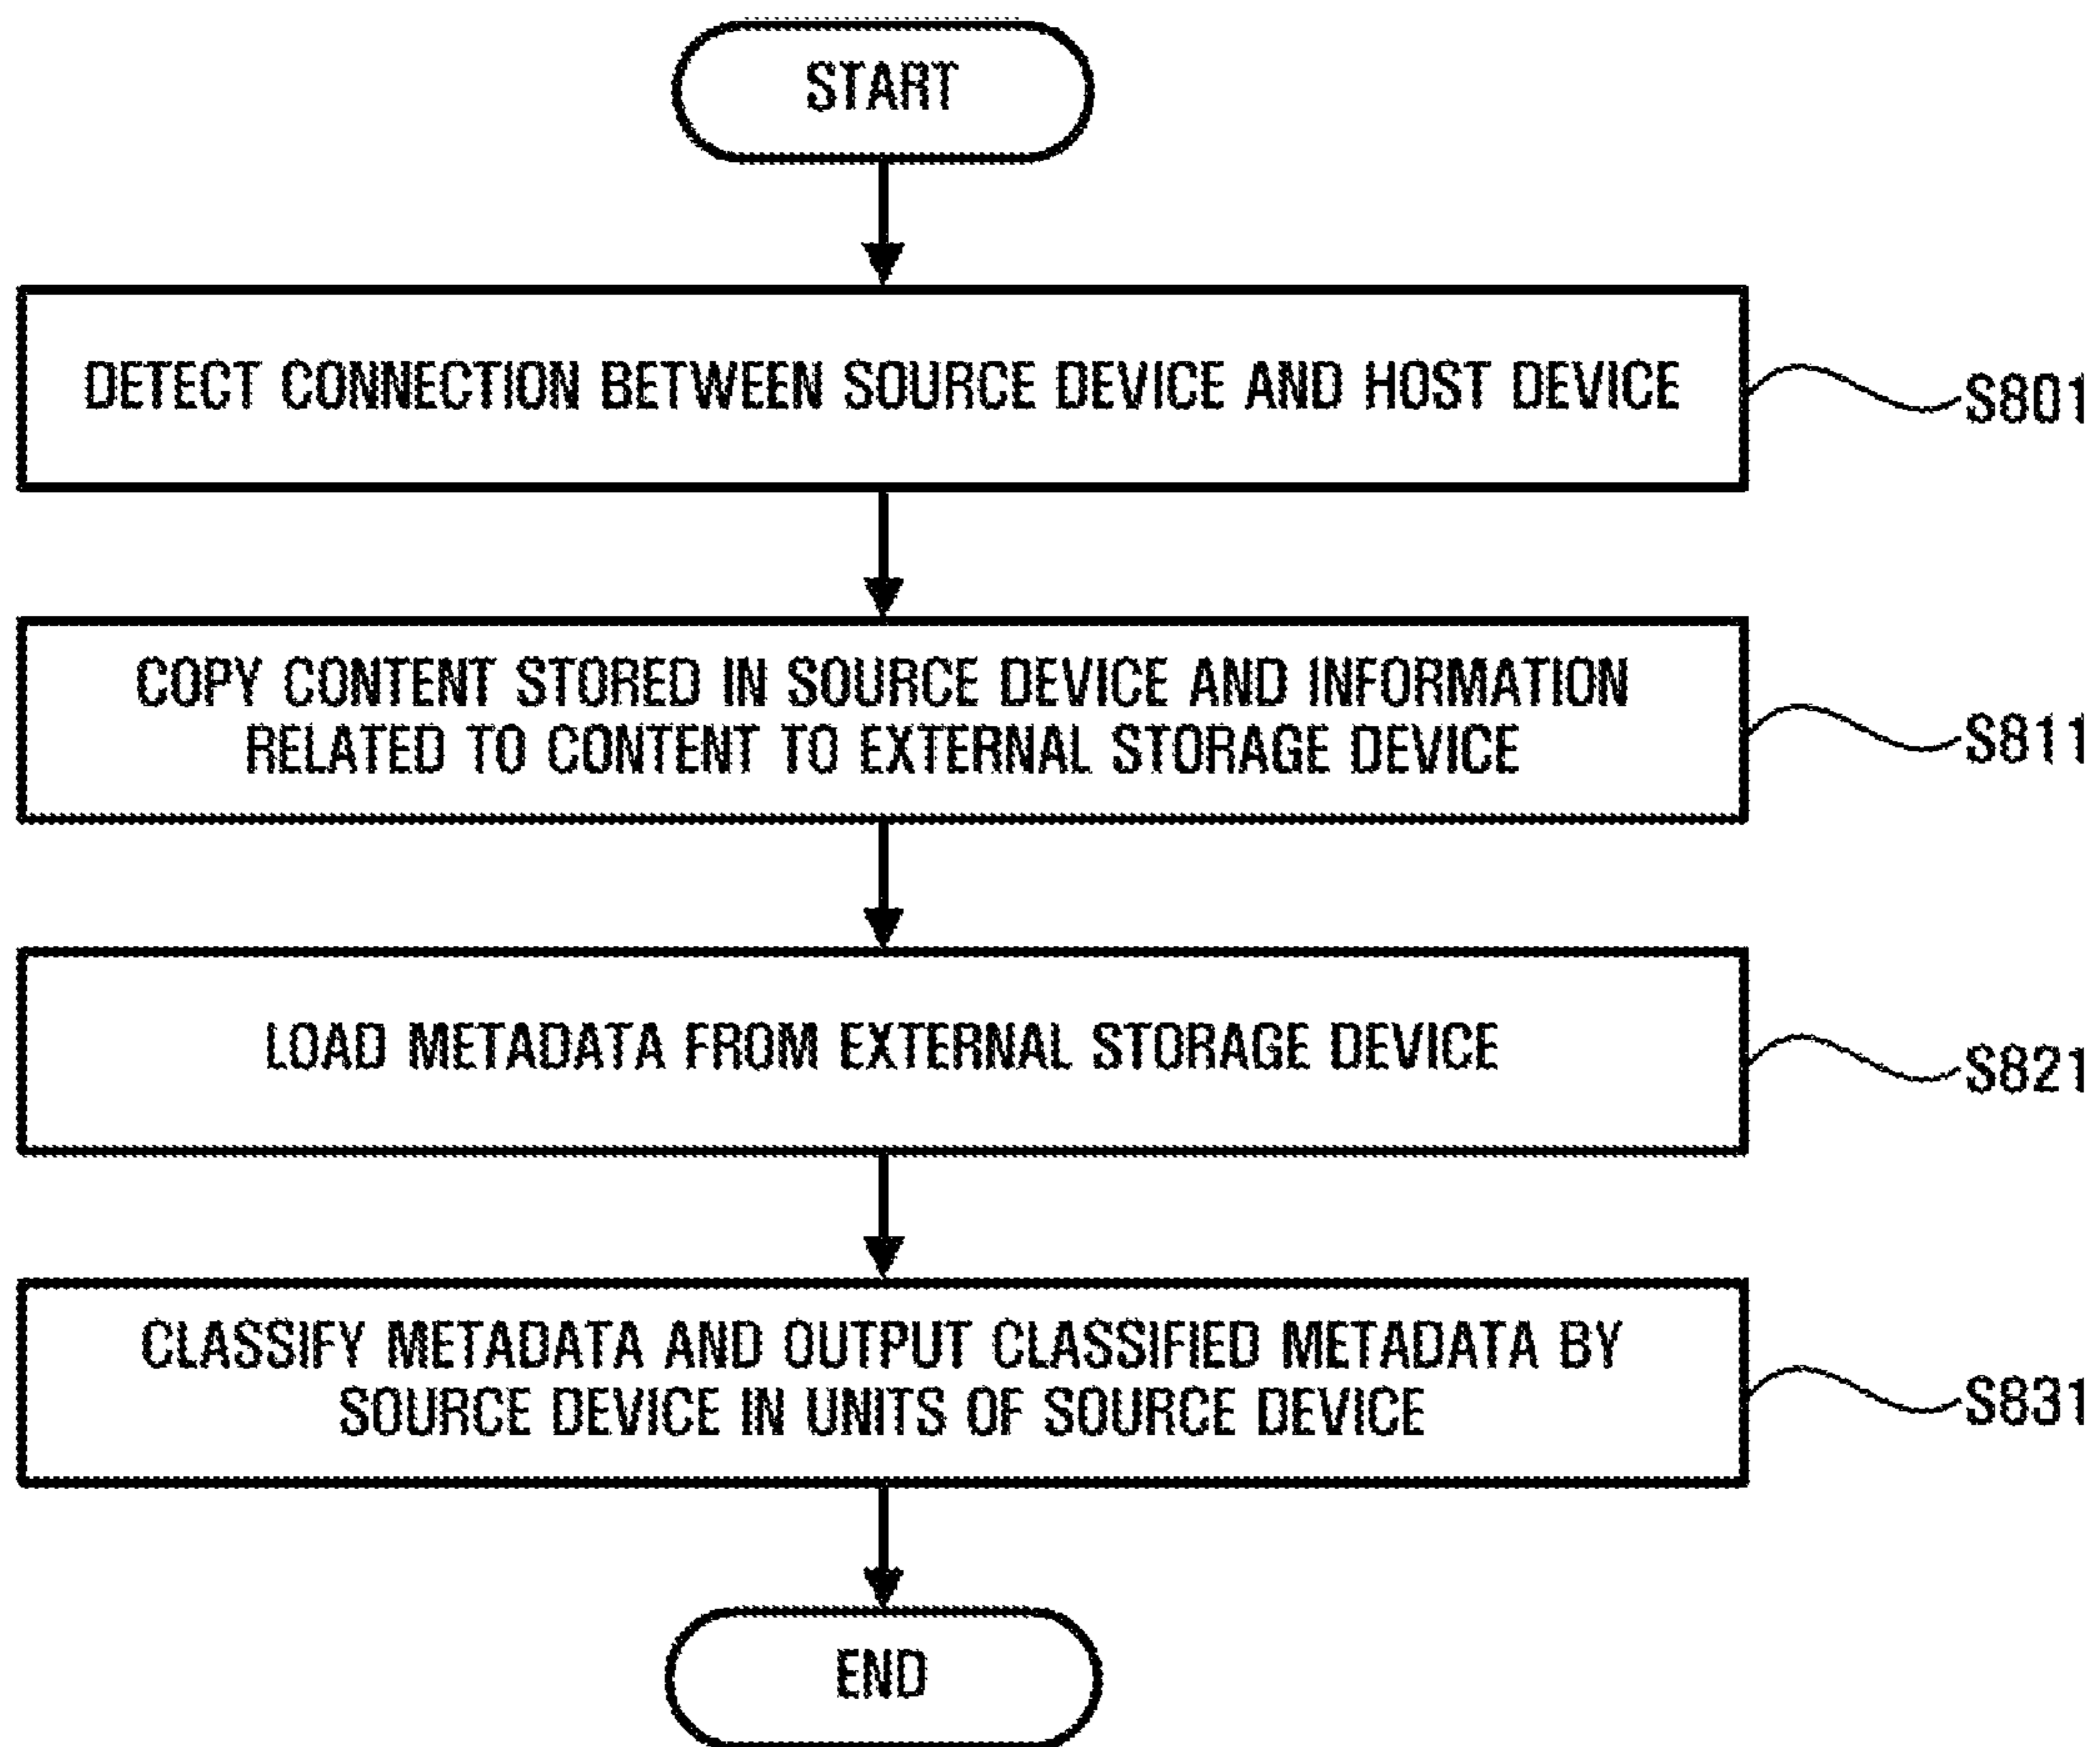 START
DETECT CONNECTION BETWEEN SOURCE DEVICE AND HOST DEVICE
S801
COPY CONTENT STORED IN SOURCE DEVICE AND INFORMATION
RELATED TO CONTENT TO EXTERNAL STORAGE DEVICE
S811
LOAD METADATA FROM EXTERNAL STORAGE DEVICE
S821
CLASSIFY METADATA AND OUTPUT CLASSIFIED METADATA BY
SOURCE DEVICE IN UNITS OF SOURCE DEVICE
S831
END